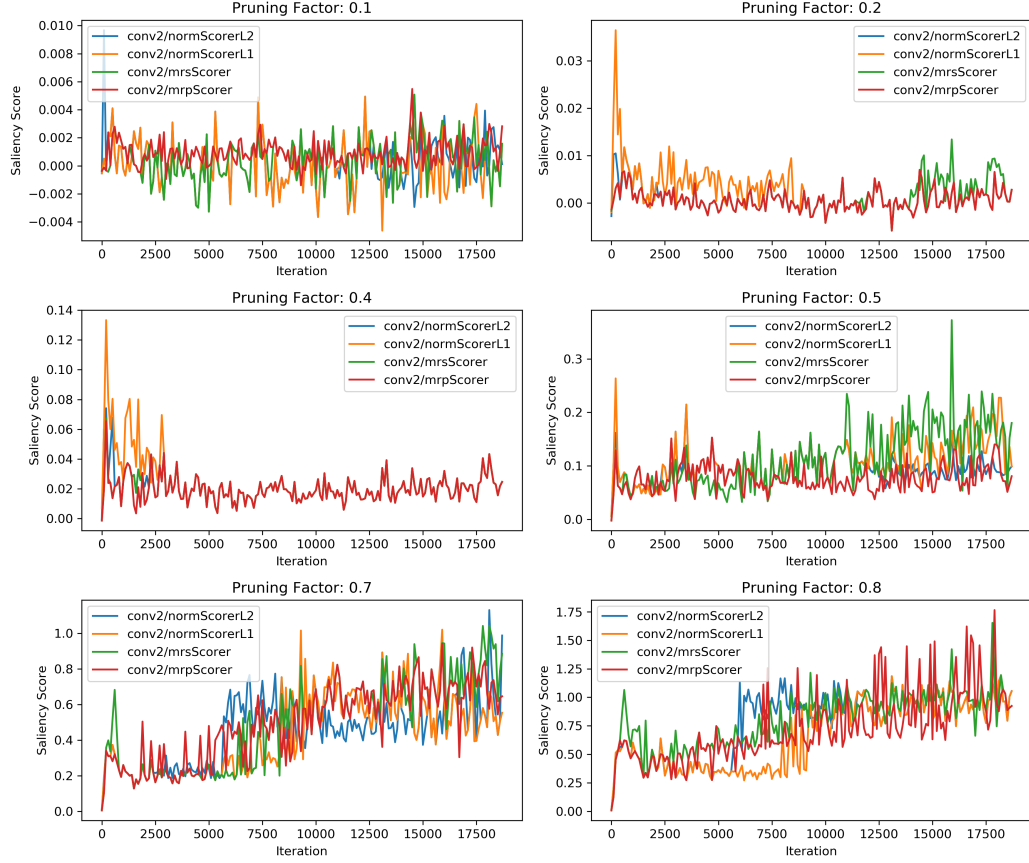 Pruning Factor: 0.1
0.010
0.008
0.006
0.004
0.002
0.000
−0.002
−0.004
Saliency Score
conv2/normScorerL2
conv2/normScorerL1
conv2/mrsScorer
conv2/mrpScorer
0 2500 5000 7500 10000 12500 15000 17500
Iteration
Pruning Factor: 0.2
0.03
0.02
0.01
0.00
Saliency Score
conv2/normScorerL2
conv2/normScorerL1
conv2/mrsScorer
conv2/mrpScorer
0 2500 5000 7500 10000 12500 15000 17500
Iteration
Pruning Factor: 0.4
0.14
0.12
0.10
0.08
0.06
0.04
0.02
0.00
Saliency Score
conv2/normScorerL2
conv2/normScorerL1
conv2/mrsScorer
conv2/mrpScorer
0 2500 5000 7500 10000 12500 15000 17500
Iteration
Pruning Factor: 0.5
0.3
0.2
0.1
0.0
Saliency Score
conv2/normScorerL2
conv2/normScorerL1
conv2/mrsScorer
conv2/mrpScorer
0 2500 5000 7500 10000 12500 15000 17500
Iteration
Pruning Factor: 0.7
1.0
0.8
0.6
0.4
0.2
0.0
Saliency Score
conv2/normScorerL2
conv2/normScorerL1
conv2/mrsScorer
conv2/mrpScorer
0 2500 5000 7500 10000 12500 15000 17500
Iteration
Pruning Factor: 0.8
1.75
1.50
1.25
1.00
0.75
0.50
0.25
0.00
Saliency Score
conv2/normScorerL2
conv2/normScorerL1
conv2/mrsScorer
conv2/mrpScorer
0 2500 5000 7500 10000 12500 15000 17500
Iteration